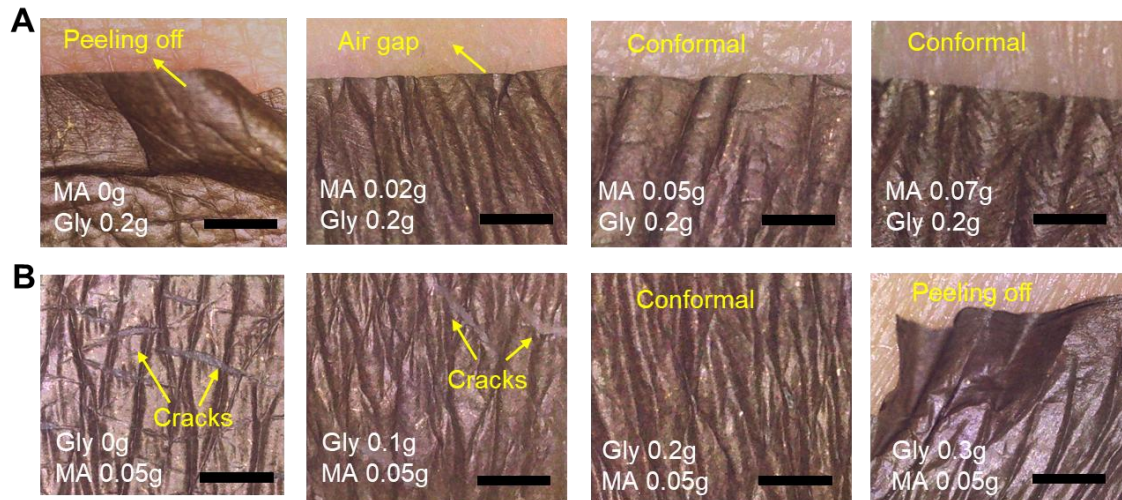 A
Peeling off
MA 0g
Gly 0.2g
Air gap
MA 0.02g
Gly 0.2g
Conformal
MA 0.05g
Gly 0.2g
Conformal
MA 0.07g
Gly 0.2g
B
Cracks
Gly 0g
MA 0.05g
Cracks
Gly 0.1g
MA 0.05g
Conformal
Gly 0.2g
MA 0.05g
Peeling off
Gly 0.3g
MA 0.05g